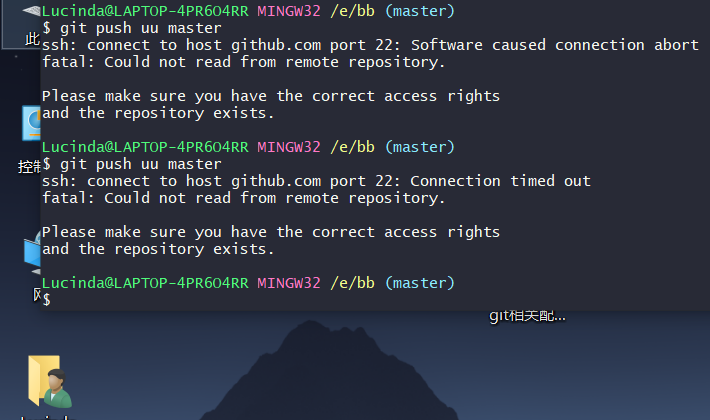 Lucinda@LAPTOP-4PR6O4RR MINGW32 /e/bb (master)
$ git push uu master
ssh: connect to host github.com port 22: Software caused connection abort
fatal: Could not read from remote repository.
Please make sure you have the correct access rights
and the repository exists.
Lucinda@LAPTOP-4PR6O4RR MINGW32 /e/bb (master)
$ git push uu master
ssh: connect to host github.com port 22: Connection timed out
fatal: Could not read from remote repository.
Please make sure you have the correct access rights
and the repository exists.
Lucinda@LAPTOP-4PR6O4RR MINGW32 /e/bb (master)
$
此
控制
git相关配...